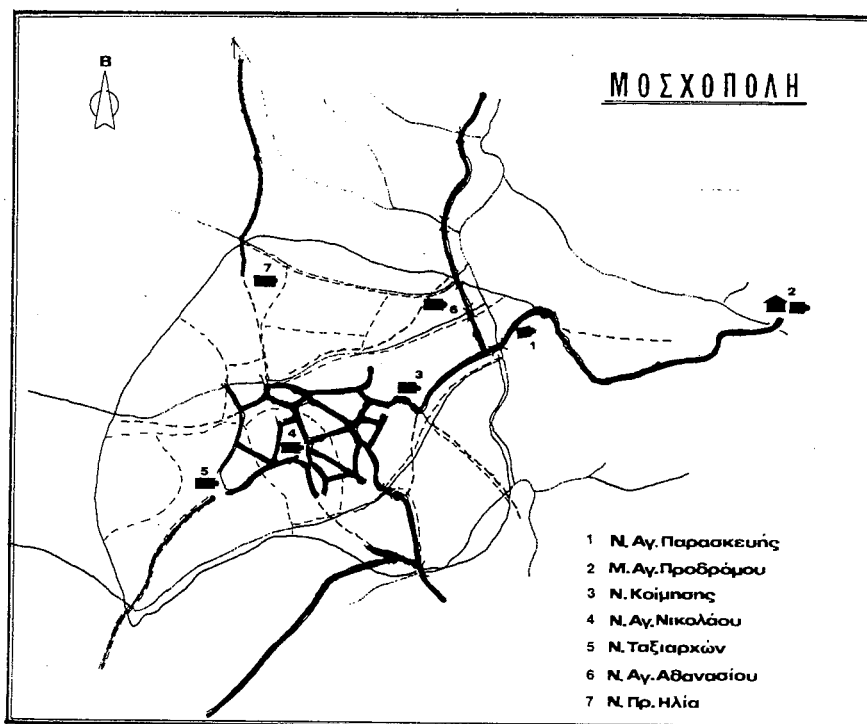 Β
ΜΟΣΧΟΠΟΛΗ
7
2
6
1
3
4
5
1 Ν. Αγ. Παρασκευής
2 Μ. Αγ. Προδρόμου
3 Ν. Κοίμησης
4 Ν. Αγ. Νικολάου
5 Ν. Ταξιαρχών
6 Ν. Αγ. Αθανασίου
7 Ν. Πρ. Ηλία